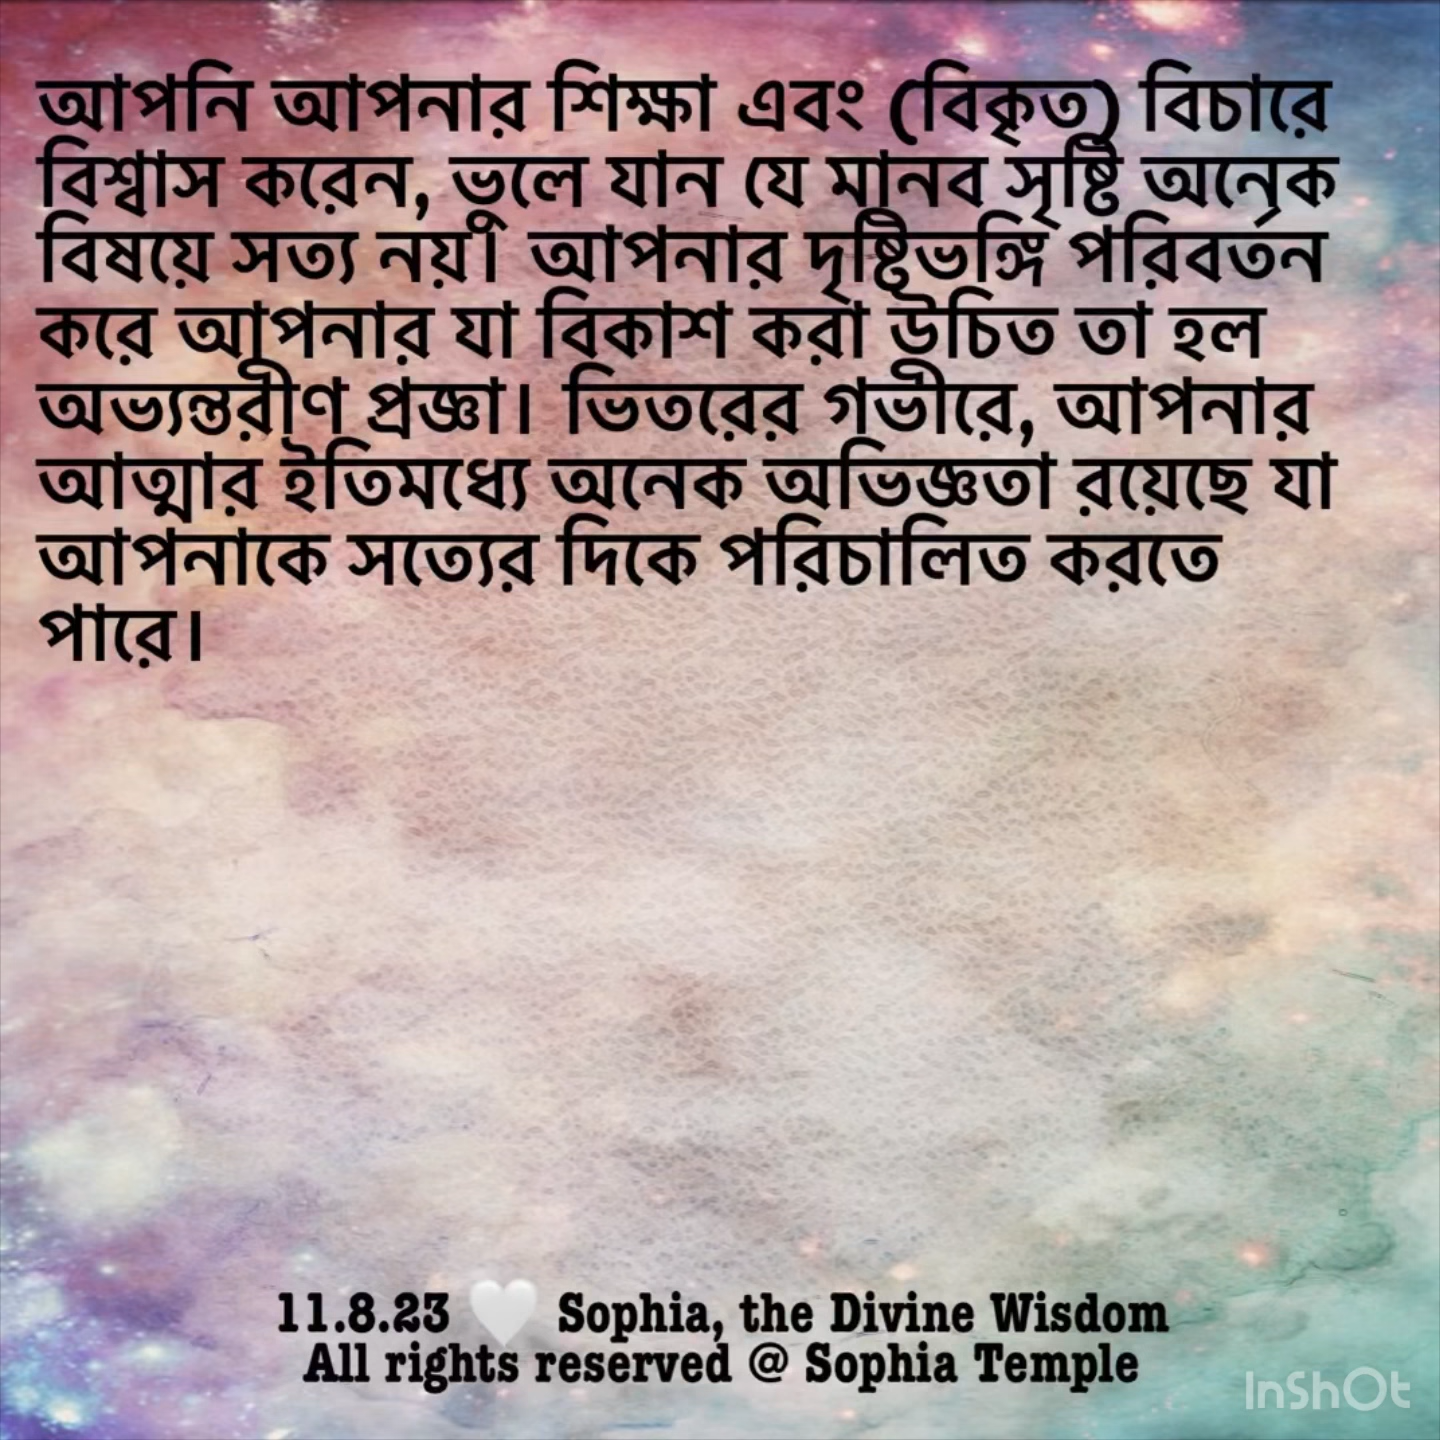 আপনি আপনার শিক্ষা এবং (বিকৃত) বিচারে
বিশ্বাস করেন, ভুলে যান যে মানব সৃষ্টি অনেক
বিষয়ে সত্য নয়। আপনার দৃষ্টিভঙ্গি পরিবর্তন
করে আপনার যা বিকাশ করা উচিত তা হল
অভ্যন্তরীণ প্রজ্ঞা। ভিতরের গভীরে, আপনার
আত্মার ইতিমধ্যে অনেক অভিজ্ঞতা রয়েছে যা
আপনাকে সত্যের দিকে পরিচালিত করতে
পারে।
11.8.23 🤍 Sophia, the Divine Wisdom
All rights reserved @ Sophia Temple
InShOt